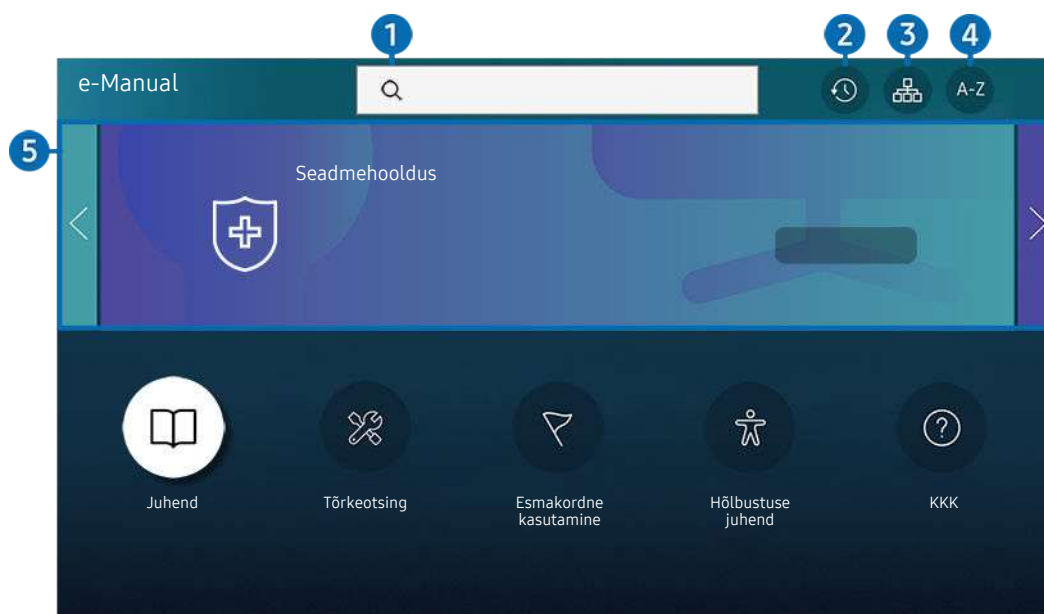 1
2
3
4
e-Manual
A-Z
5
Seadmehooldus
Juhend
Tõrkeotsing
Esmakordne
kasutamine
Hõlbustuse
juhend
KKK